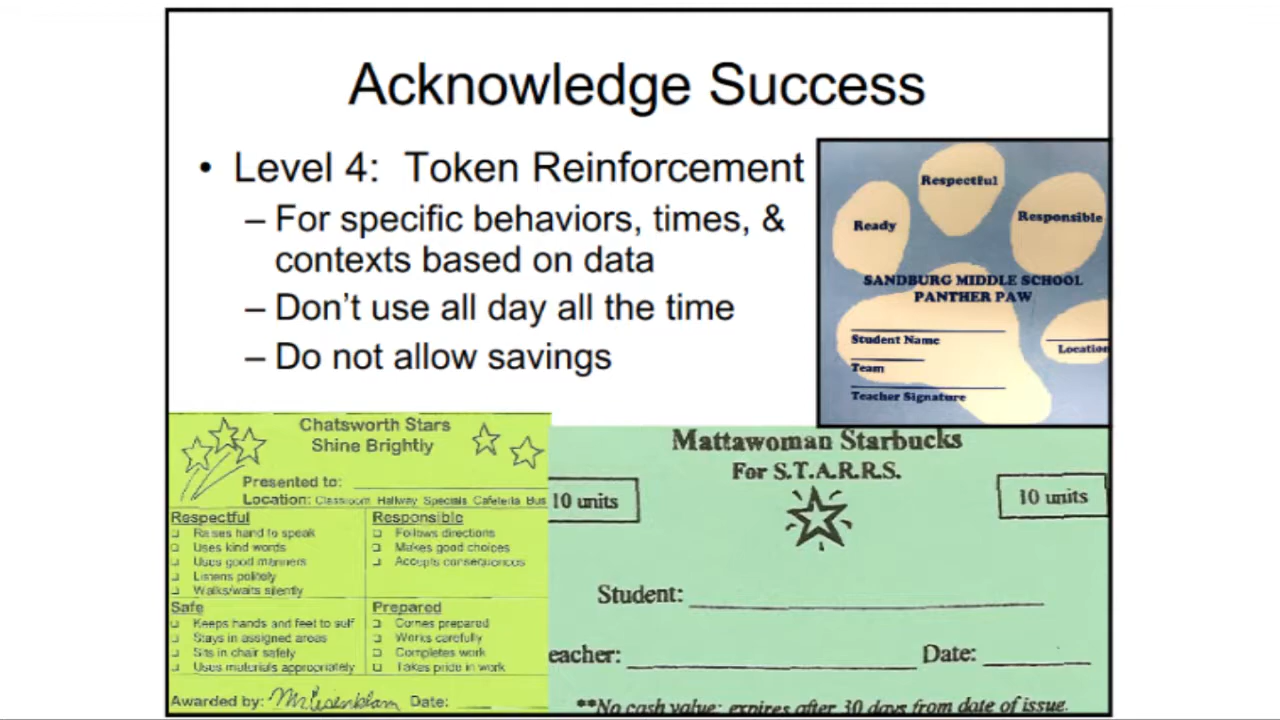 Acknowledge Success
• Level 4: Token Reinforcement
– For specific behaviors, times, &
contexts based on data
– Don’t use all day all the time
– Do not allow savings
Respectful
Ready
Responsible
SANDBURG MIDDLE SCHOOL
PANTHER PAW
Student Name
Location
Team
Teacher Signature
Chatsworth Stars
Shine Brightly
Presented to:
Location: Classroom Hallway Specials Cafeteria Bus
Respectful
Raises hand to speak
Uses kind words
Uses good manners
Listens politely
Walks/waits silently
Responsible
Follows directions
Makes good choices
Accepts consequences
Safe
Keeps hands and feet to self
Stays in assigned areas
Sits in chair safely
Uses materials appropriately
Prepared
Comes prepared
Works carefully
Completes work
Takes pride in work
Awarded by: Date:
Mattawoman Starbucks
For S.T.A.R.R.S.
10 units
10 units
Student:
eacher: Date:
**No cash value: expires after 30 days from date of issue.